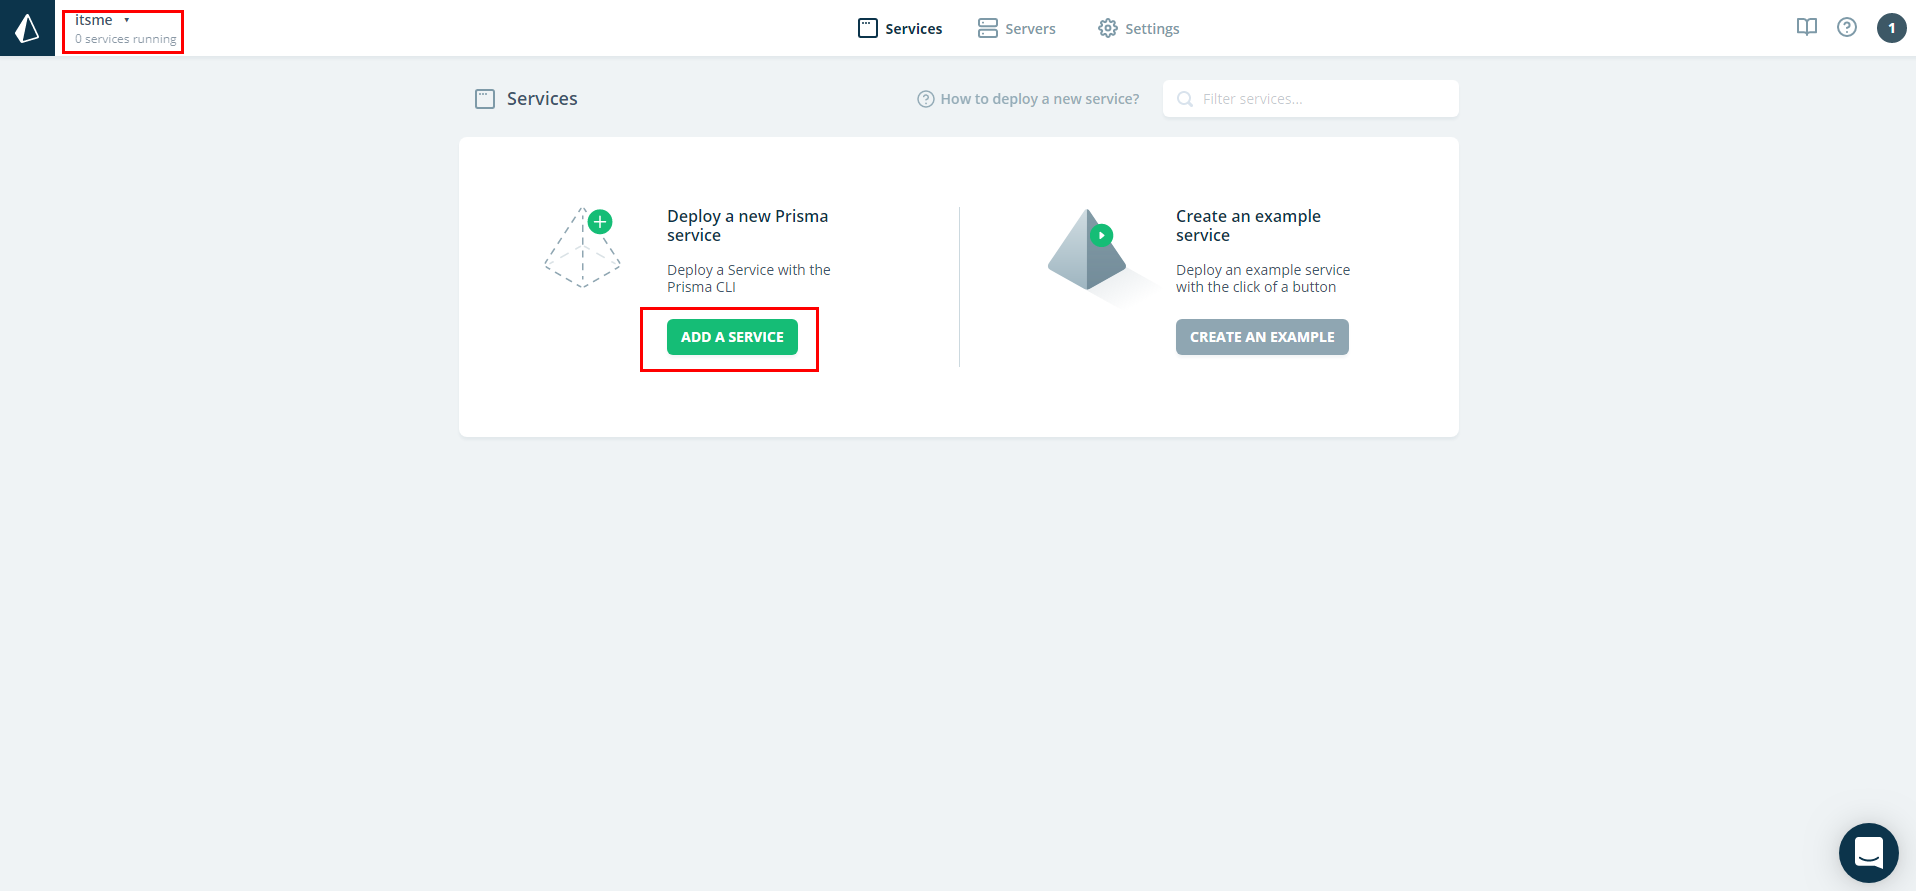 itsme
0 services running
Services
Servers
Settings
1
Services
How to deploy a new service?
Filter services...
Deploy a new Prisma
service
Deploy a Service with the
Prisma CLI
ADD A SERVICE
Create an example
service
Deploy an example service
with the click of a button
CREATE AN EXAMPLE